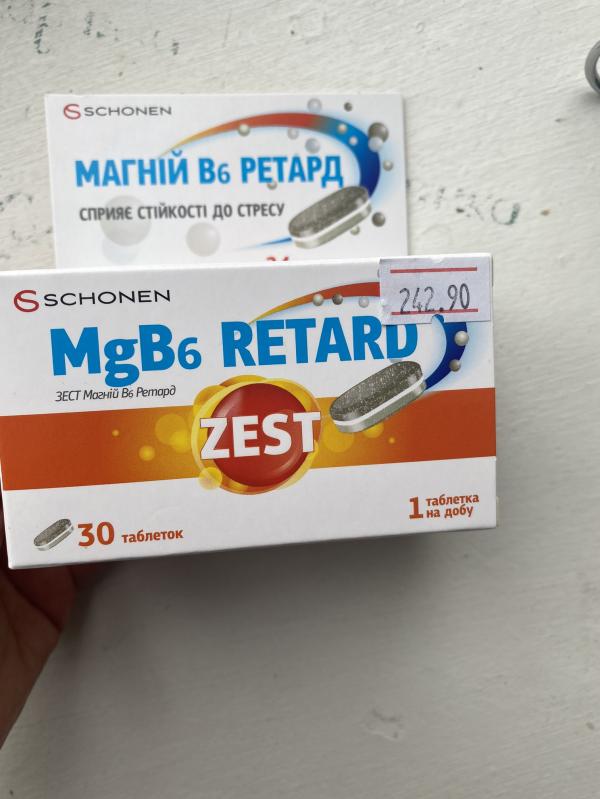 SCHONEN
МАГНІЙ B6 РЕТАРД
СПРИЯЄ СТІЙКОСТІ ДО СТРЕСУ
SCHONEN
242.90
MgB6 RETARD
ЗЕСТ Магній B6 Ретард
ZEST
30 таблеток
1 таблетка
на добу